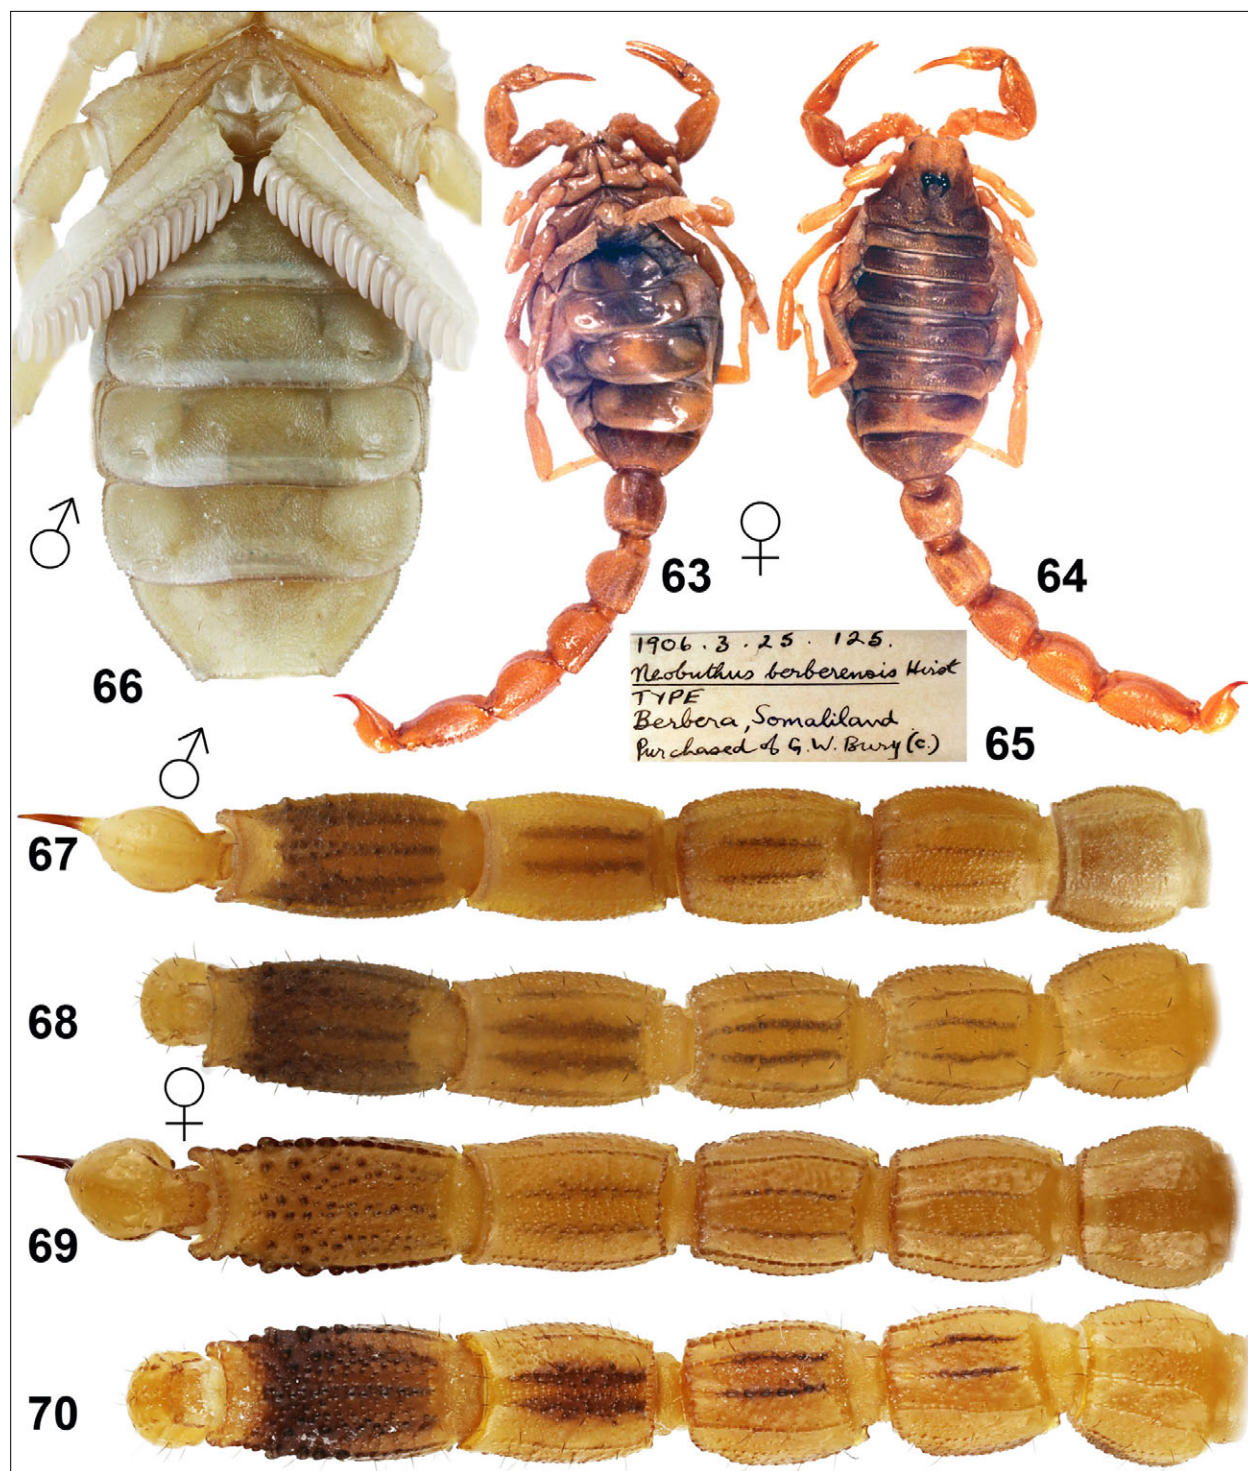 63
64
1906.3.25.125.
Neobuthus berberensis Hirst
TYPE
Berbera, Somaliland
Purchased of G.W. Bury (c.)
65
66
67
68
69
70